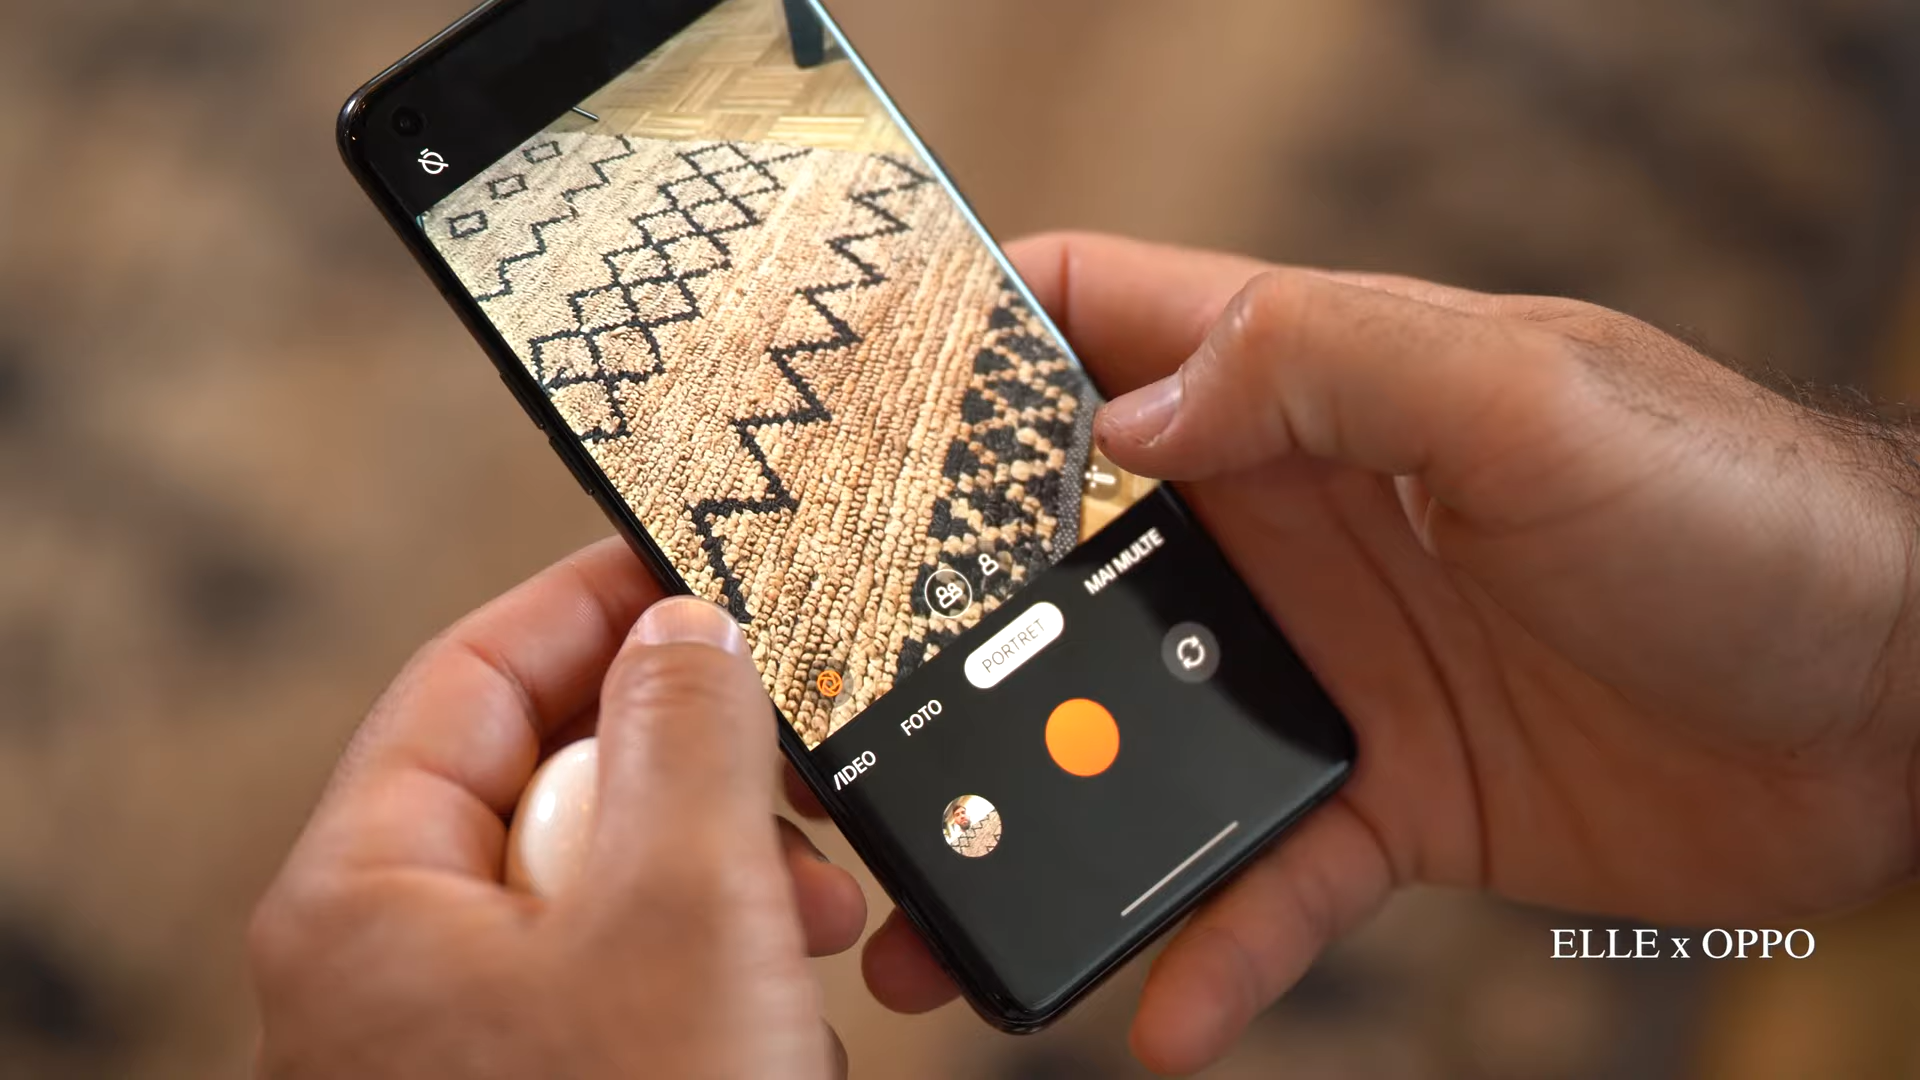 MAI MULTE
PORTRET
FOTO
VIDEO
ELLE x OPPO